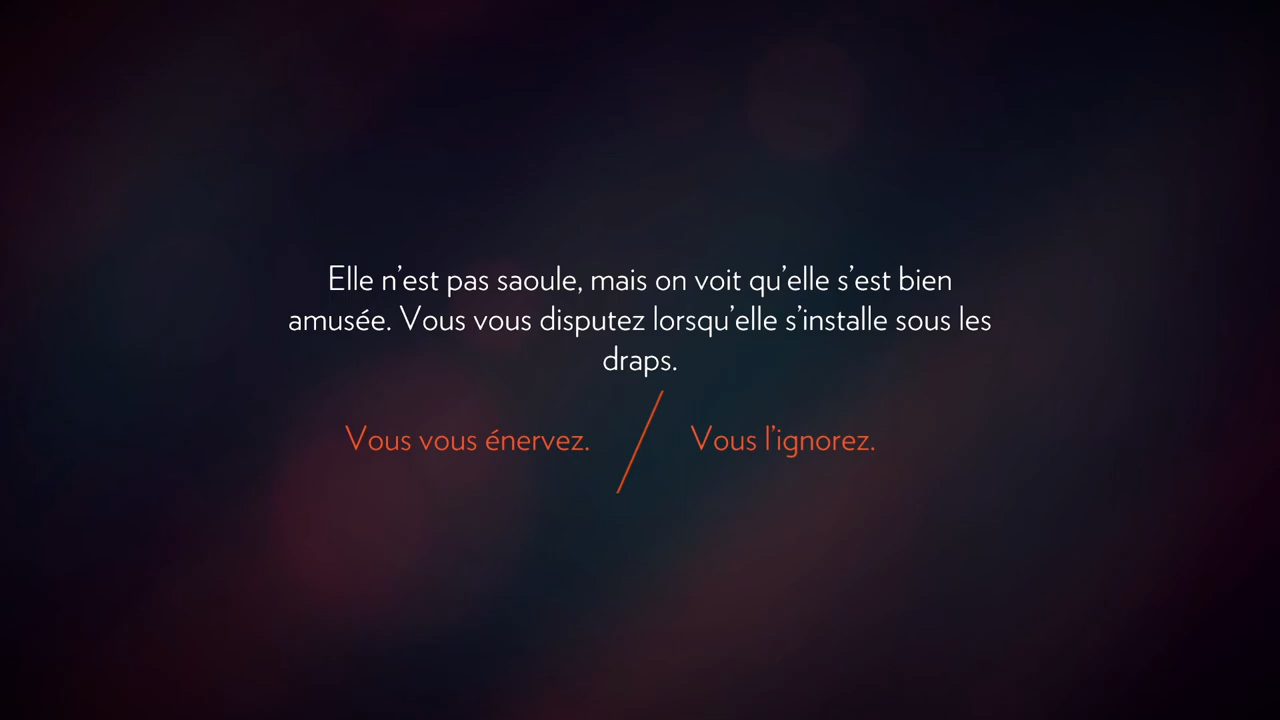 Elle n’est pas saoule, mais on voit qu’elle s’est bien
amusée. Vous vous disputez lorsqu’elle s’installe sous les
draps.
Vous vous énervez.
Vous l’ignorez.